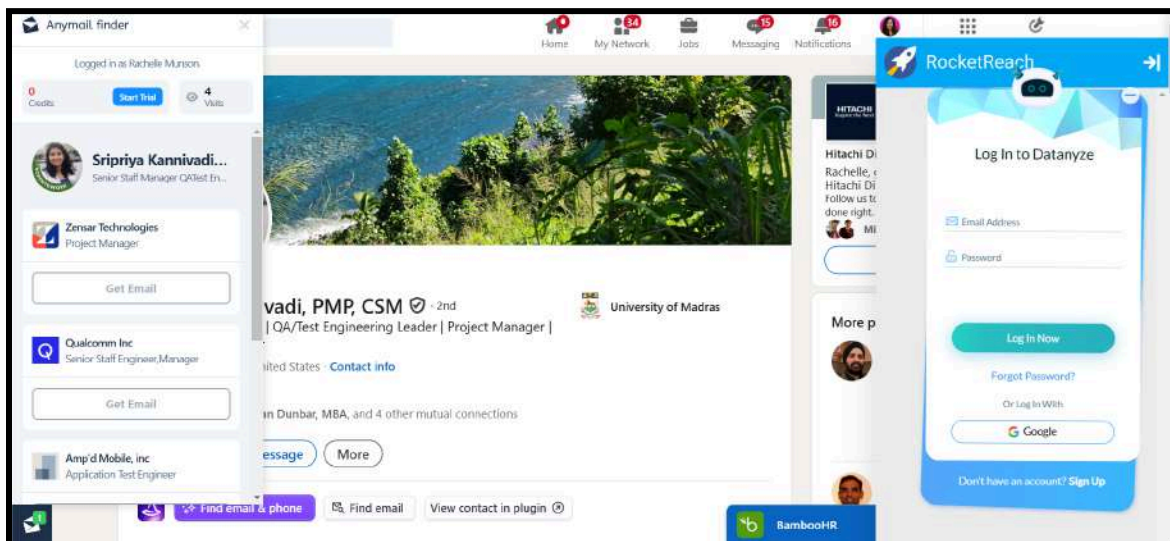 Anymail finder
Logged in as Rachelle Munson
0
Credits
Start Trial
4
Visits
Sripriya Kannivadi...
Senior Staff Manager QATest En...
Zensar Technologies
Project Manager
Get Email
Qualcomm Inc
Senior Staff Engineer,Manager
Get Email
Amp'd Mobile, inc
Application Test Engineer
1
Home
34
My Network
Jobs
15
Messaging
16
Notifications
vadi, PMP, CSM · 2nd
| QA/Test Engineering Leader | Project Manager |
University of Madras
ited States · Contact info
an Dunbar, MBA, and 4 other mutual connections
essage
More
Find email & phone
Find email
View contact in plugin
HITACHI
Hitachi Di
Rachelle,
Hitachi Di
Follow us to
done right.
Mi
More p
BambooHR
RocketReach
Log In to Datanyze
Email Address
Password
Log In Now
Forgot Password?
Or Log In With
Google
Don't have an account? Sign Up